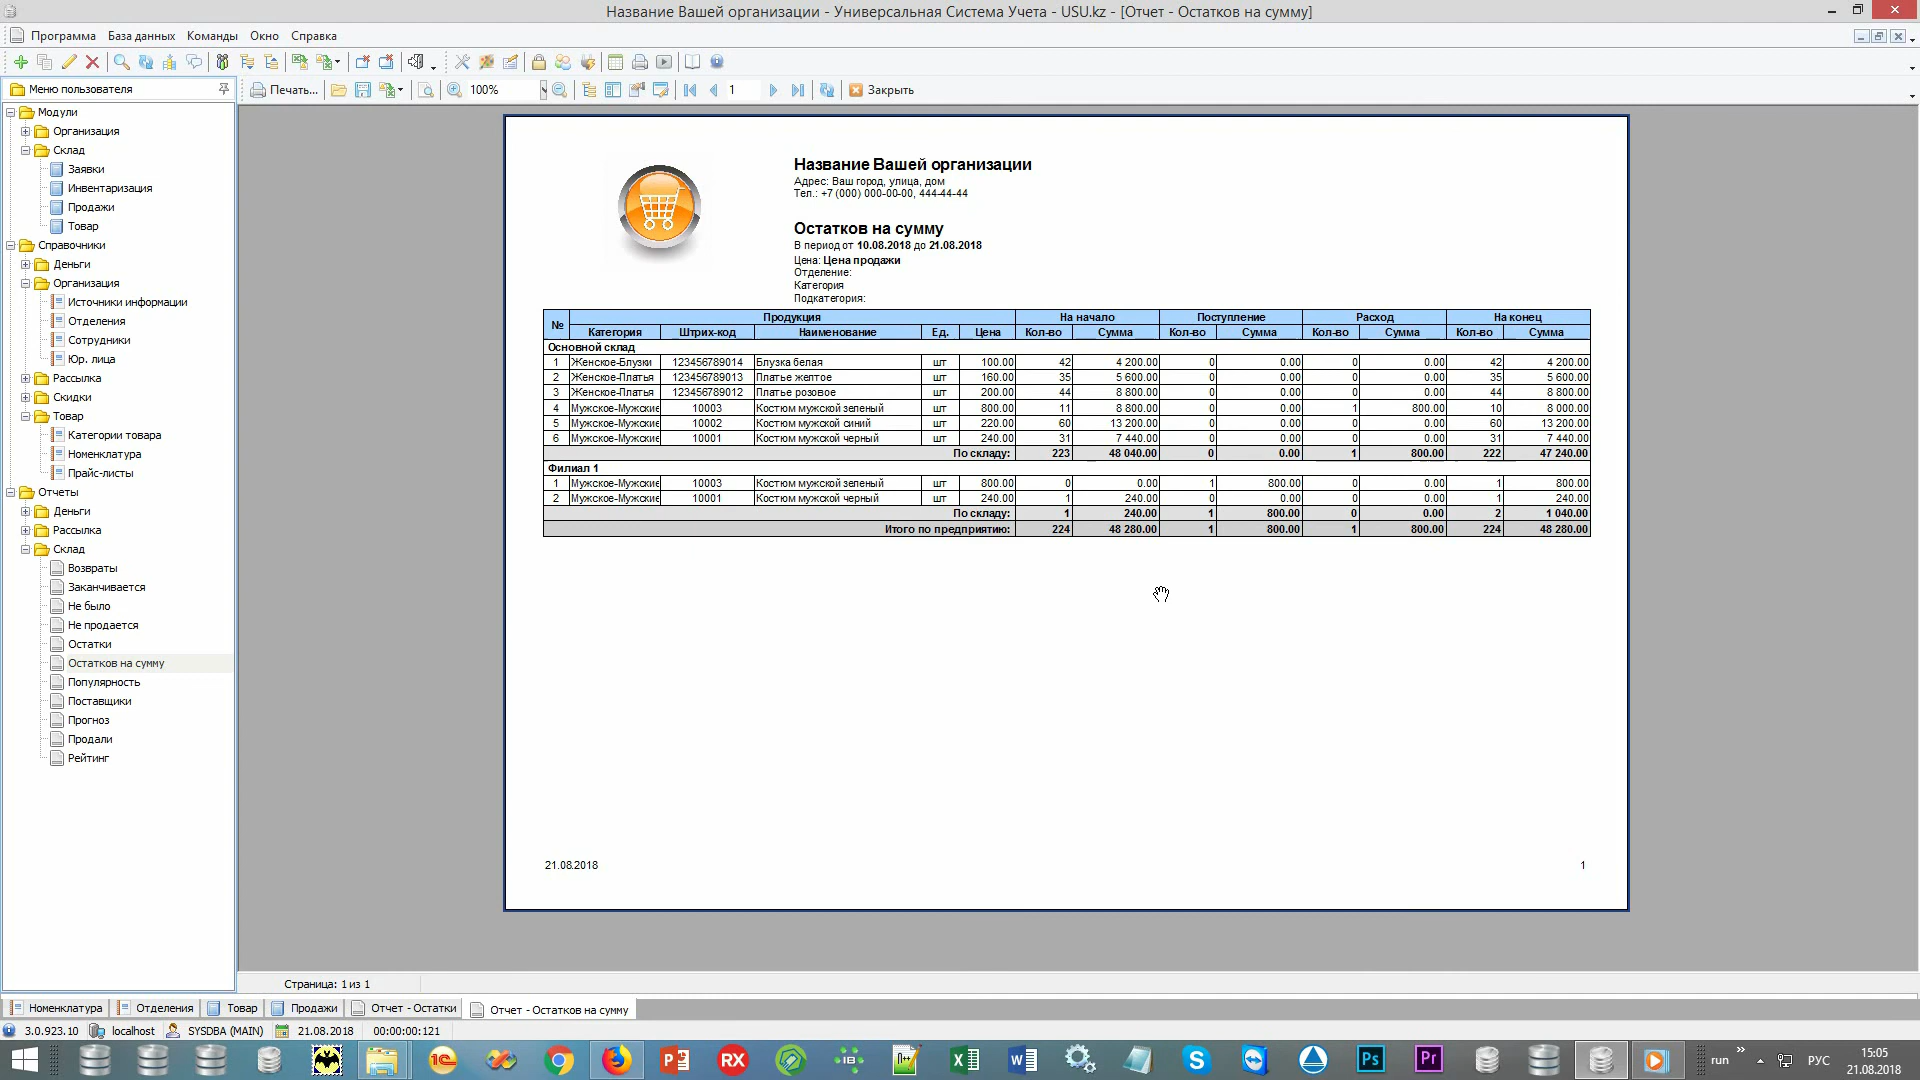 Название Вашей организации - Универсальная Система Учета - USU.kz - [Отчет - Остатков на сумму]
Программа База данных Команды Окно Справка
Меню пользователя
Печать... 100% 1 Закрыть
Модули
Организация
Склад
Заявки
Инвентаризация
Продажи
Товар
Справочники
Деньги
Организация
Источники информации
Отделения
Сотрудники
Юр. лица
Рассылка
Скидки
Товар
Категории товара
Номенклатура
Прайс-листы
Отчеты
Деньги
Рассылка
Склад
Возвраты
Заканчивается
Не было
Не продается
Остатки
Остатков на сумму
Популярность
Поставщики
Прогноз
Продали
Рейтинг
Название Вашей организации
Адрес: Ваш город, улица, дом
Тел.: +7 (000) 000-00-00, 444-44-44
Остатков на сумму
В период от 10.08.2018 до 21.08.2018
Цена: Цена продажи
Отделение:
Категория
Подкатегория:
№ Продукция На начало Поступление Расход На конец
Категория Штрих-код Наименование Ед. Цена Кол-во Сумма Кол-во Сумма Кол-во Сумма Кол-во Сумма
Основной склад
1 Женское-Блузки 123456789014 Блузка белая шт 100.00 42 4 200.00 0 0.00 0 0.00 42 4 200.00
2 Женское-Платья 123456789013 Платье желтое шт 160.00 35 5 600.00 0 0.00 0 0.00 35 5 600.00
3 Женское-Платья 123456789012 Платье розовое шт 200.00 44 8 800.00 0 0.00 0 0.00 44 8 800.00
4 Мужское-Мужские 10003 Костюм мужской зеленый шт 800.00 11 8 800.00 0 0.00 1 800.00 10 8 000.00
5 Мужское-Мужские 10002 Костюм мужской синий шт 220.00 60 13 200.00 0 0.00 0 0.00 60 13 200.00
6 Мужское-Мужские 10001 Костюм мужской черный шт 240.00 31 7 440.00 0 0.00 0 0.00 31 7 440.00
По складу: 223 48 040.00 0 0.00 1 800.00 222 47 240.00
Филиал 1
1 Мужское-Мужские 10003 Костюм мужской зеленый шт 800.00 0 0.00 1 800.00 0 0.00 1 800.00
2 Мужское-Мужские 10001 Костюм мужской черный шт 240.00 1 240.00 0 0.00 0 0.00 1 240.00
По складу: 1 240.00 1 800.00 0 0.00 2 1 040.00
Итого по предприятию: 224 48 280.00 1 800.00 1 800.00 224 48 280.00
21.08.2018 1
Страница: 1 из 1
Номенклатура Отделения Товар Продажи Отчет - Остатки Отчет - Остатков на сумму
3.0.923.10 localhost SYSDBA (MAIN) 21.08.2018 00:00:00:121
run РУС 15:05
21.08.2018